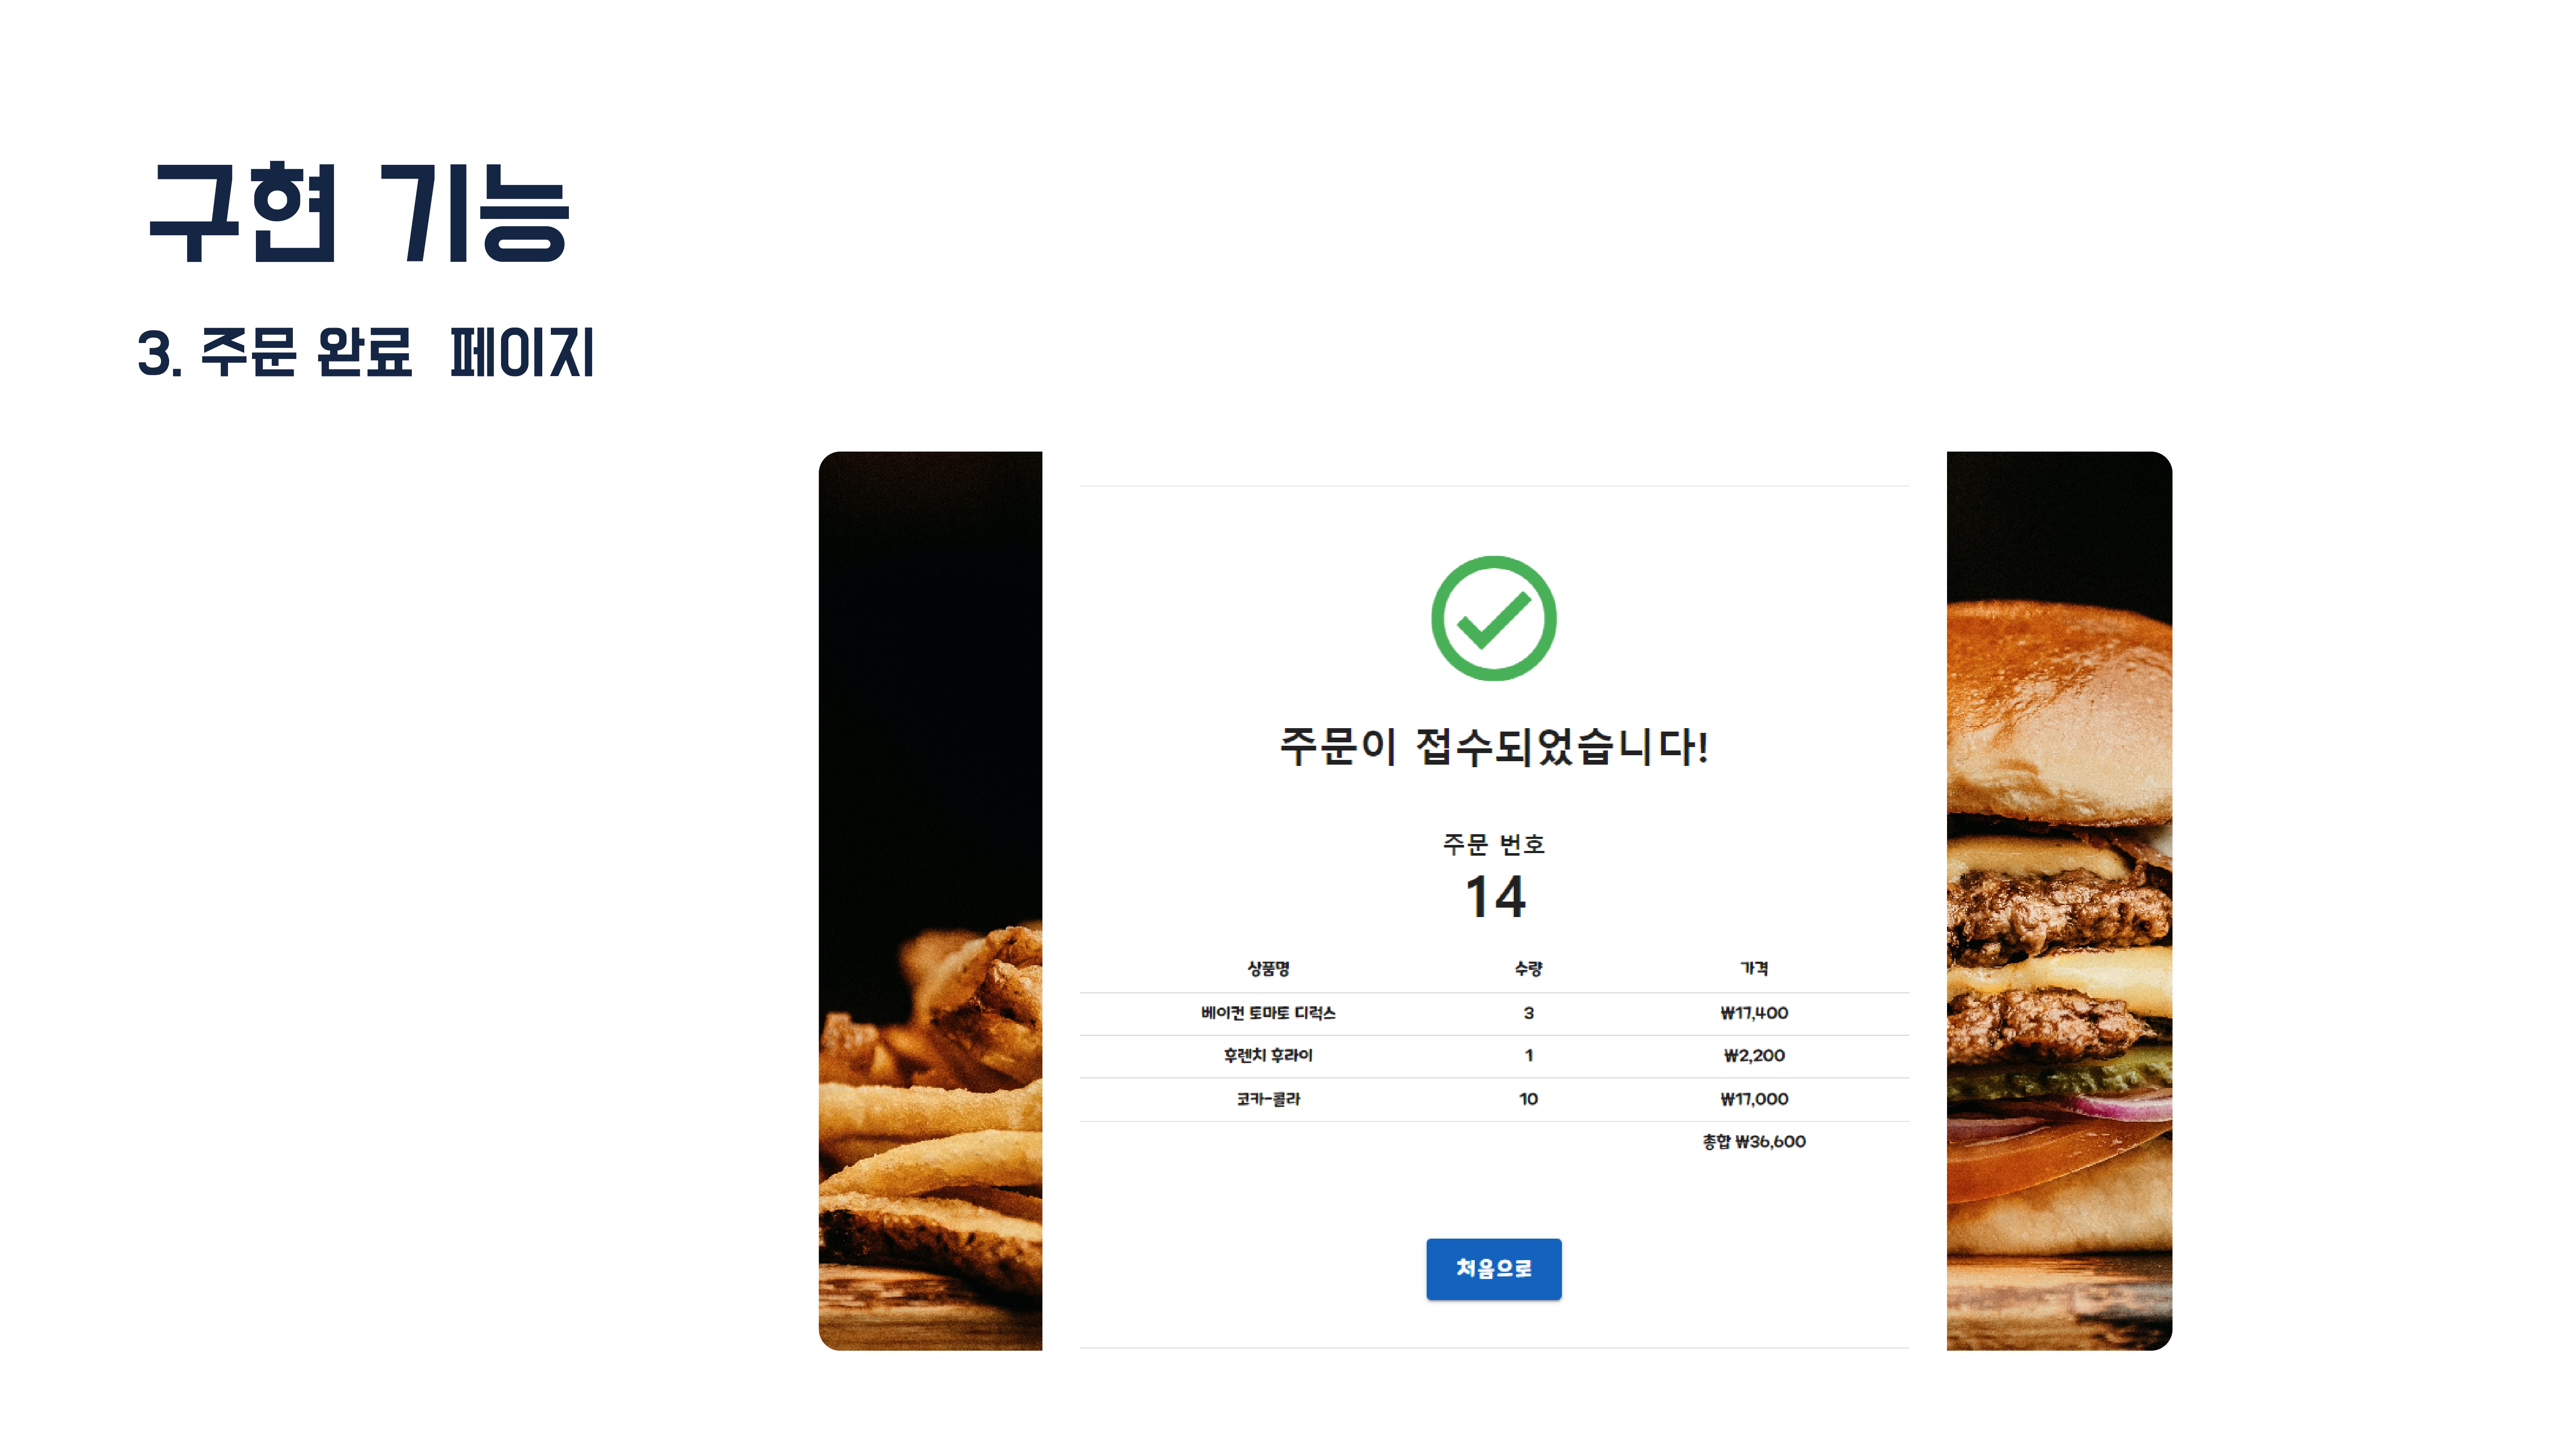 구현 기능
3. 주문 완료 페이지
주문이 접수되었습니다!
주문 번호
14
상품명 수량 가격
베이컨 토마토 디럭스 3 ₩17,400
후렌치 후라이 1 ₩2,200
코카-콜라 10 ₩17,000
총합 ₩36,600
처음으로